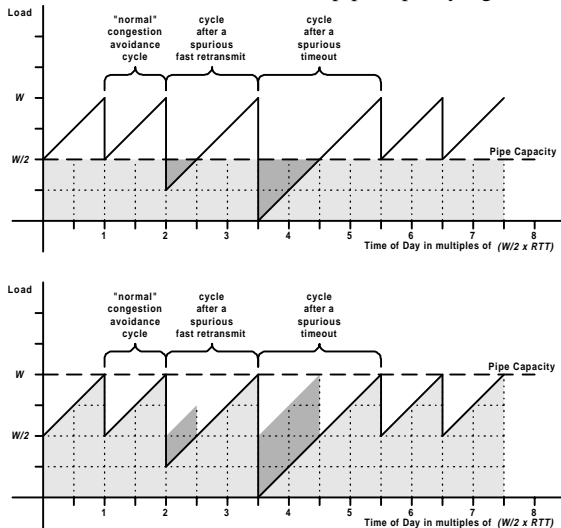 Load
"normal"
congestion
avoidance
cycle
cycle
after a
spurious
fast retransmit
cycle
after a
spurious
timeout
W
W/2
Pipe Capacity
1 2 3 4 5 6 7 8
Time of Day in multiples of (W/2 x RTT)
Load
"normal"
congestion
avoidance
cycle
cycle
after a
spurious
fast retransmit
cycle
after a
spurious
timeout
Pipe Capacity
W
W/2
1 2 3 4 5 6 7 8
Time of Day in multiples of (W/2 x RTT)